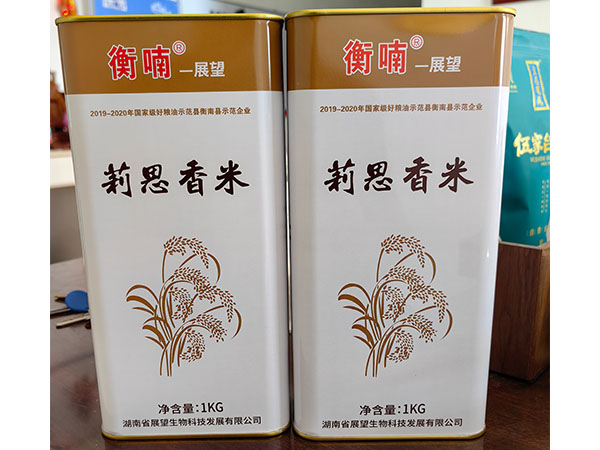 衡喃®
—展望
2019-2020年国家级好粮油示范县衡南县示范企业
莉思香米
净含量:1KG
湖南省展望生物科技发展有限公司
衡喃®
—展望
2019-2020年国家级好粮油示范县衡南县示范企业
莉思香米
净含量:1KG
湖南省展望生物科技发展有限公司
伍家台